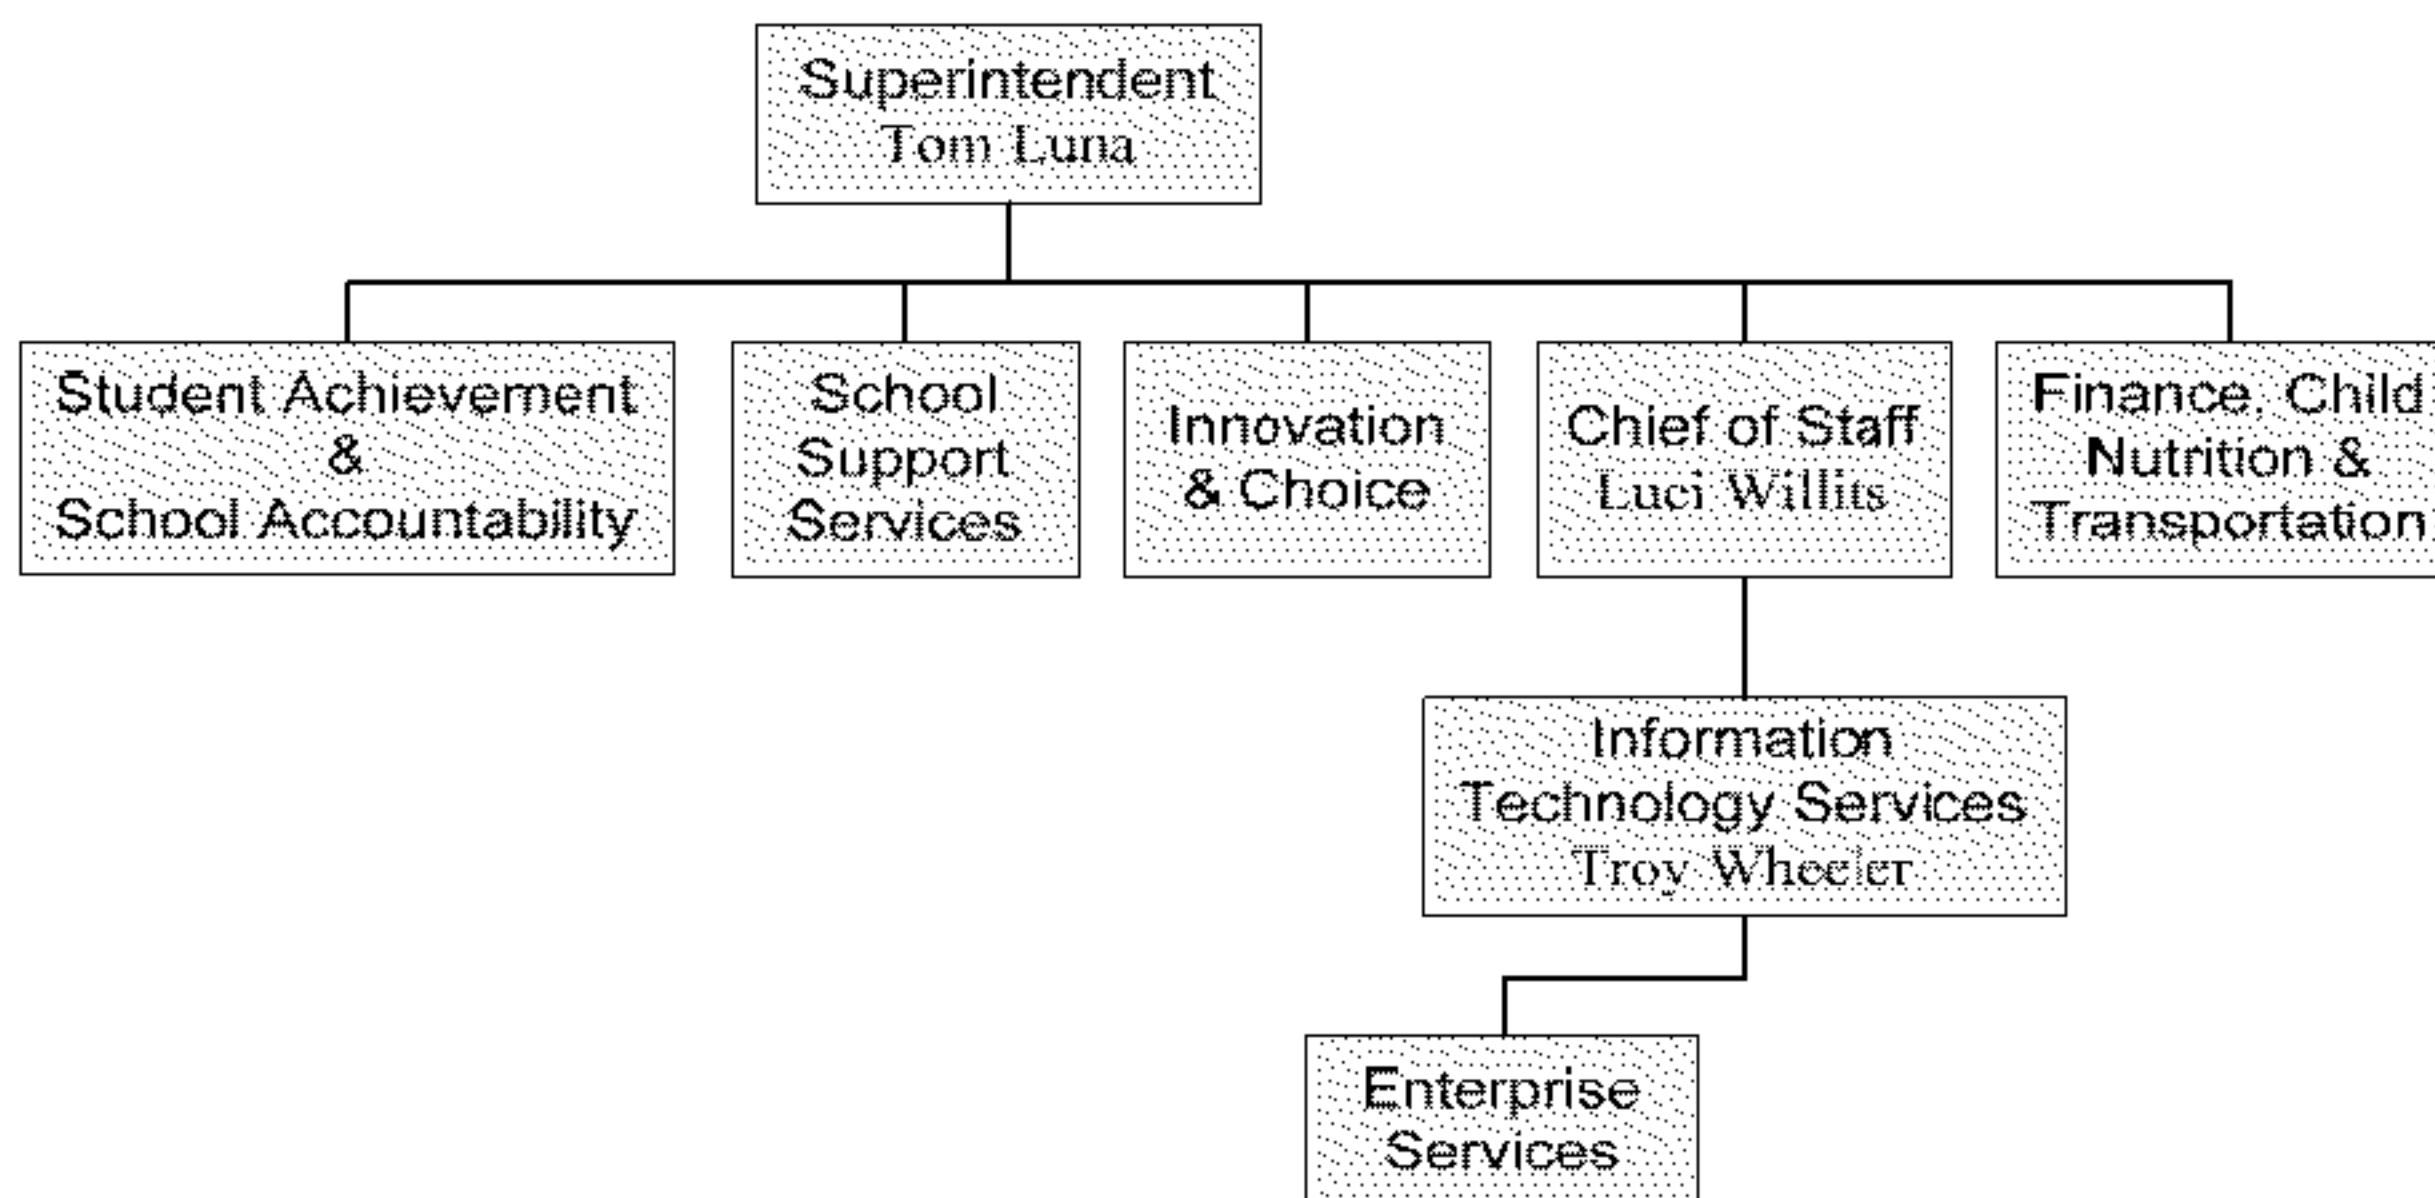 Superintendent
Tom Luna
Student Achievement
&
School Accountability
School
Support
Services
Innovation
& Choice
Chief of Staff
Luci Willits
Finance, Child
Nutrition &
Transportation
Information
Technology Services
Troy Wheeler
Enterprise
Services